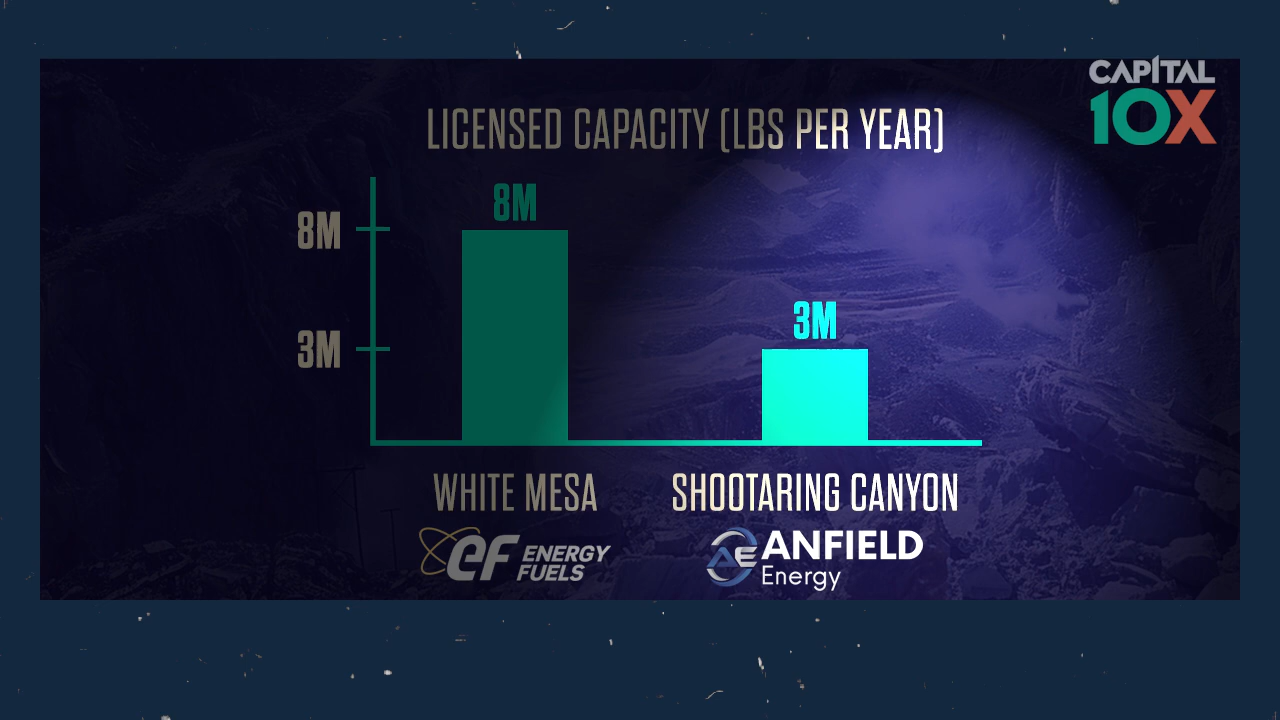 CAPITAL
10X
LICENSED CAPACITY (LBS PER YEAR)
8M
8M
3M
3M
WHITE MESA
SHOOTARING CANYON
eF ENERGY
FUELS
AE ANFIELD
Energy